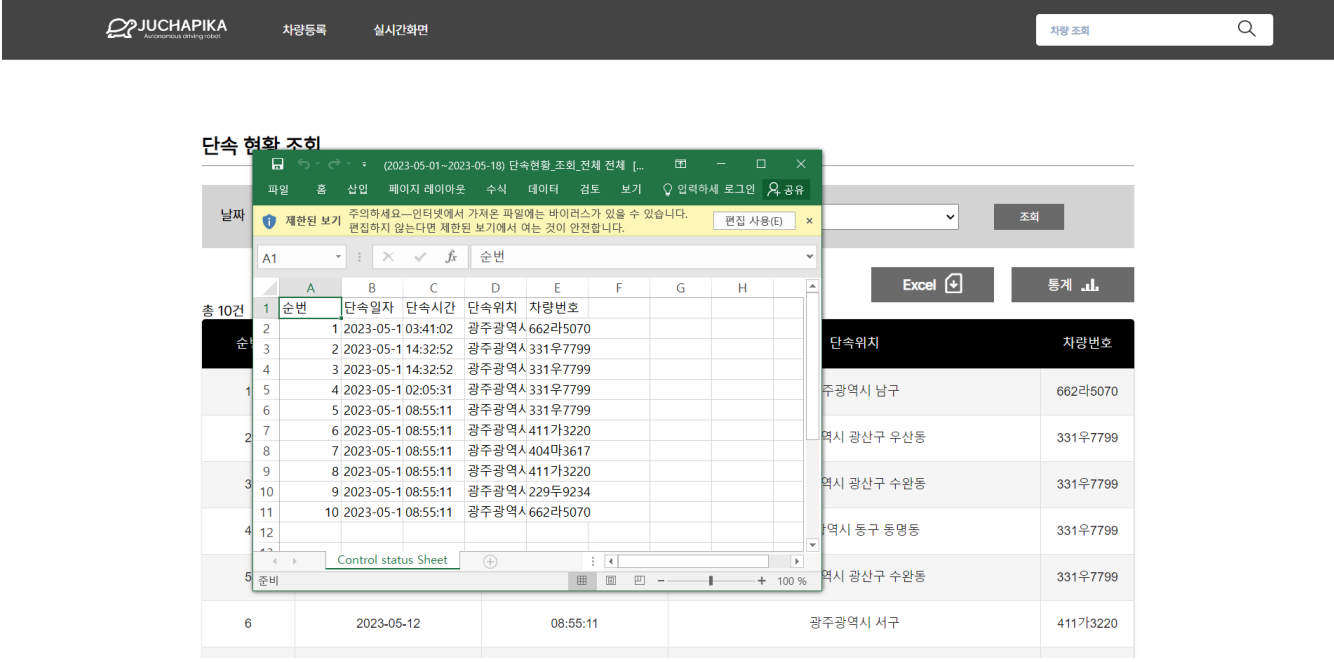 JUCHAPIKA
Autonomous driving robot
차량등록 실시간화면
차량 조회
단속 현황 조회
(2023-05-01~2023-05-18) 단속현황_조회_전체 전체 [...
파일 홈 삽입 페이지 레이아웃 수식 데이터 검토 보기 입력하세 로그인 공유
날짜
조회
제한된 보기 주의하세요—인터넷에서 가져온 파일에는 바이러스가 있을 수 있습니다.
편집하지 않는다면 제한된 보기에서 여는 것이 안전합니다.
편집 사용(E)
A1 fx 순번
Excel 통계
총 10건
A B C D E F G H
1 순번 단속일자 단속시간 단속위치 차량번호
2 1 2023-05-1 03:41:02 광주광역시 662라5070
3 2 2023-05-1 14:32:52 광주광역시 331우7799
4 3 2023-05-1 14:32:52 광주광역시 331우7799
5 4 2023-05-1 02:05:31 광주광역시 331우7799
6 5 2023-05-1 08:55:11 광주광역시 331우7799
7 6 2023-05-1 08:55:11 광주광역시 411가3220
8 7 2023-05-1 08:55:11 광주광역시 404마3617
9 8 2023-05-1 08:55:11 광주광역시 411가3220
10 9 2023-05-1 08:55:11 광주광역시 229두9234
11 10 2023-05-1 08:55:11 광주광역시 662라5070
12
Control status Sheet
준비 100 %
순 단속위치 차량번호
1 주광역시 남구 662라5070
2 역시 광산구 우산동 331우7799
3 역시 광산구 수완동 331우7799
4 광역시 동구 동명동 331우7799
5 역시 광산구 수완동 331우7799
6 2023-05-12 08:55:11 광주광역시 서구 411가3220